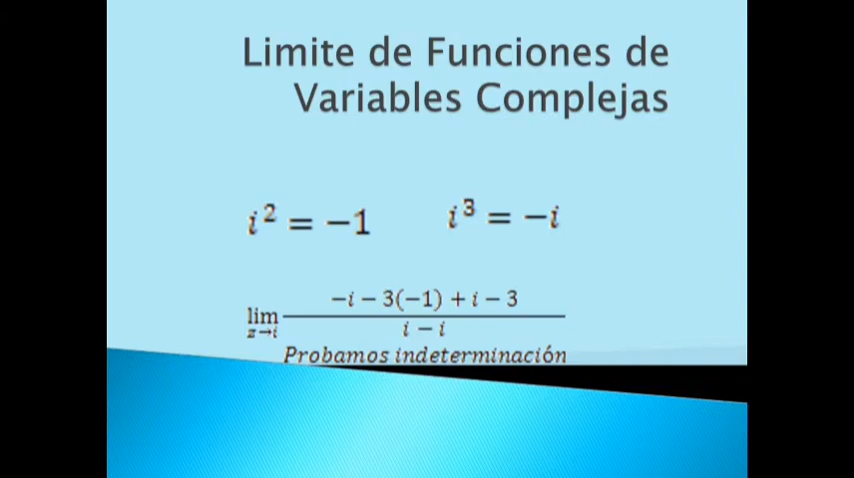 Limite de Funciones de
Variables Complejas
i² = −1 i³ = −i
lim z→i (−i − 3(−1) + i − 3) / (i − i)
Probamos indeterminación